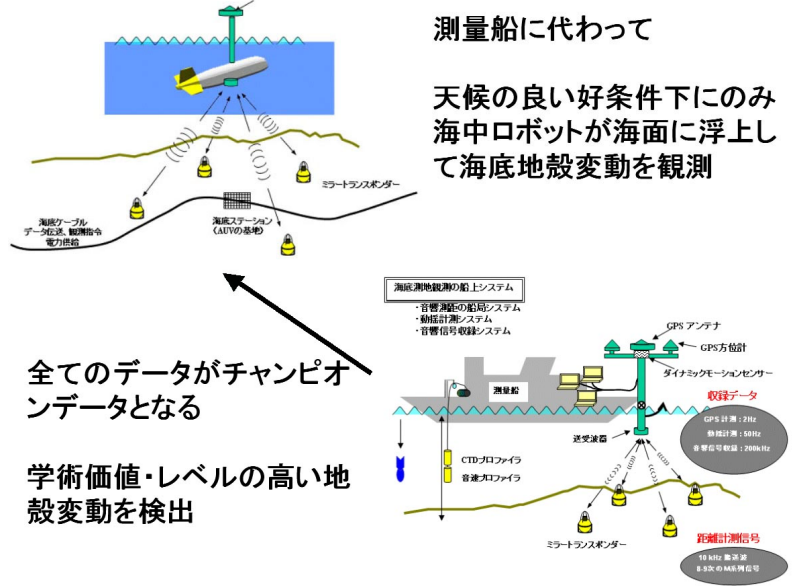 測量船に代わって
天候の良い好条件下にのみ
海中ロボットが海面に浮上し
て海底地殻変動を観測
ミラートランスポンダー
海底ケーブル
データ伝送、観測指令
電力供給
海底ステーション
(AUVの基地)
海底測地観測の船上システム
・音響測距の船局システム
・動揺計測システム
・音響信号収録システム
GPS アンテナ
GPS方位計
ダイナミックモーションセンサー
測量船
収録データ
GPS 計測：2Hz
動揺計測：50Hz
音響信号収録：200kHz
送受波器
CTDプロファイラ
音速プロファイラ
全てのデータがチャンピオ
ンデータとなる
学術価値・レベルの高い地
殻変動を検出
ミラートランスポンダー
距離計測信号
10 kHz 搬送波
8-9次のM系列信号